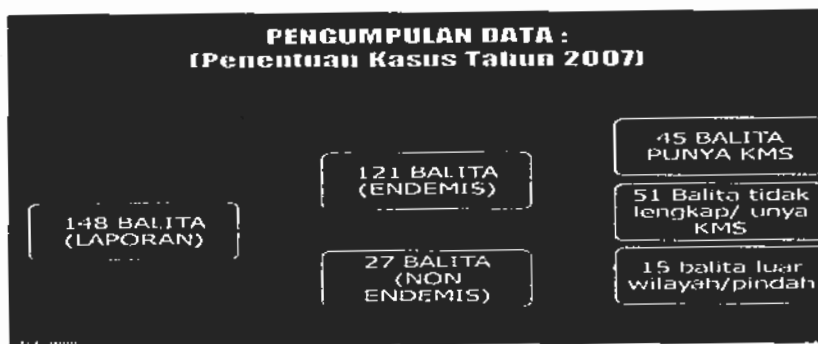 PENGUMPULAN DATA :
(Penentuan Kasus Tahun 2007)
148 BALITA
(LAPORAN)
121 BALITA
(ENDEMIS)
27 BALITA
(NON
ENDEMIS)
45 BALITA
PUNYA KMS
51 Balita tidak
lengkap/ unya
KMS
15 balita luar
wilayah/pindah